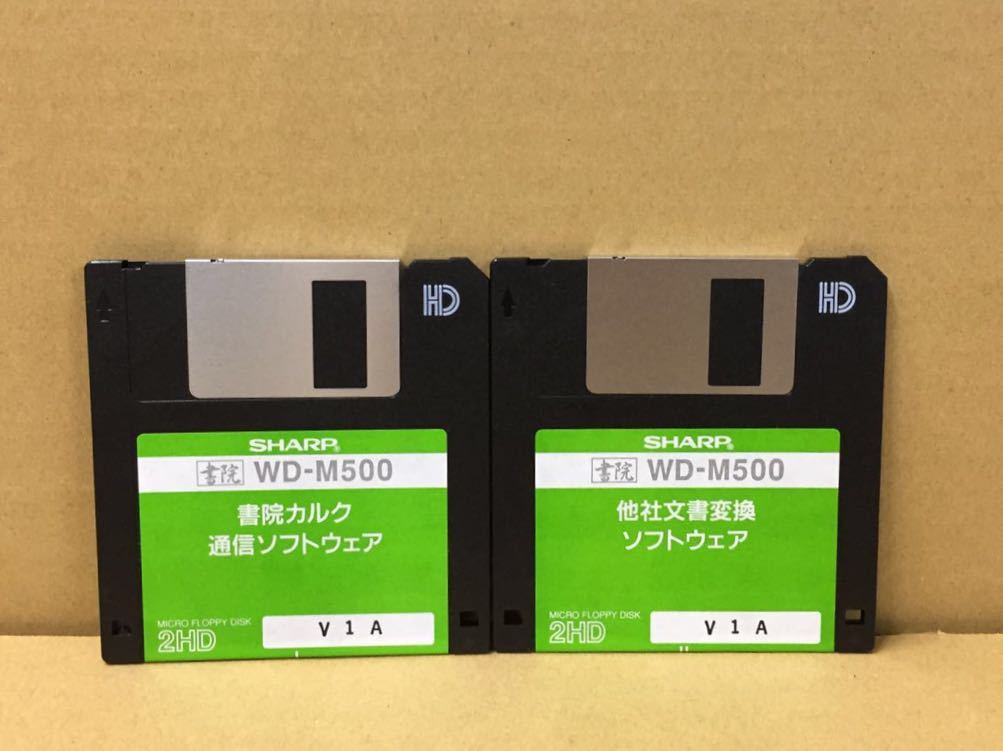 HD
SHARP®
書院 WD-M500
書院カルク
通信ソフトウェア
MICRO FLOPPY DISK
2HD
V 1 A
HD
SHARP®
書院 WD-M500
他社文書変換
ソフトウェア
MICRO FLOPPY DISK
2HD
V 1 A